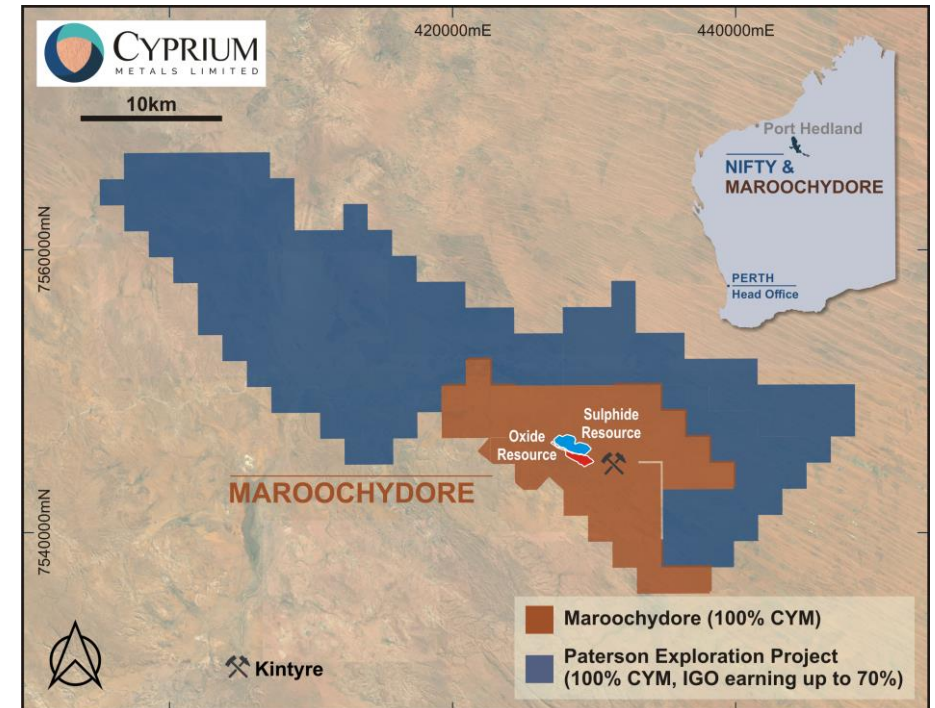 CYPRIUM
METALS LIMITED
420000mE
440000mE
10km
Port Hedland
NIFTY &
MAROOCHYDORE
PERTH
Head Office
7560000mN
Sulphide
Resource
Oxide
Resource
MAROOCHYDORE
7540000mN
Kintyre
Maroochydore (100% CYM)
Paterson Exploration Project
(100% CYM, IGO earning up to 70%)